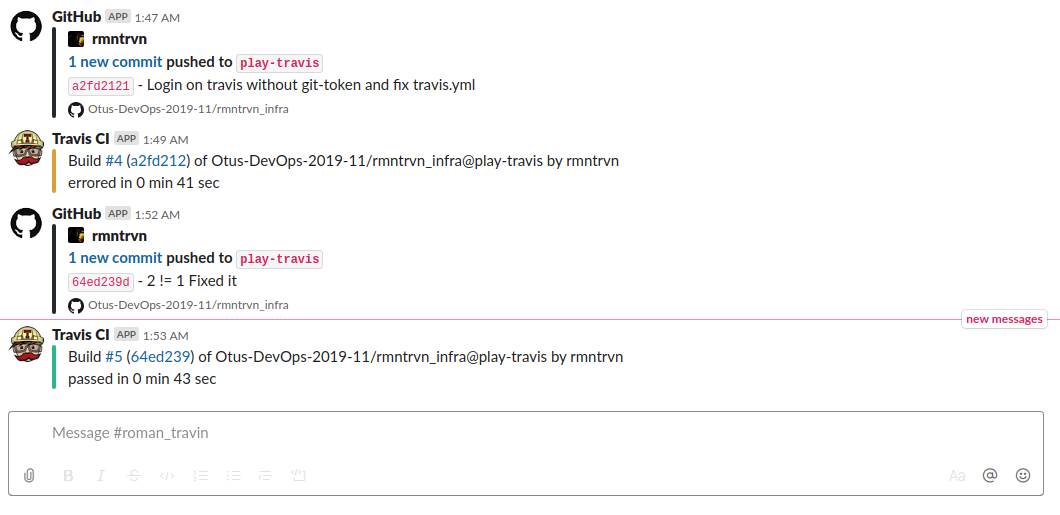 GitHub APP 1:47 AM
rmntrvn
1 new commit pushed to play-travis
a2fd2121 - Login on travis without git-token and fix travis.yml
Otus-DevOps-2019-11/rmntrvn_infra
Travis CI APP 1:49 AM
Build #4 (a2fd212) of Otus-DevOps-2019-11/rmntrvn_infra@play-travis by rmntrvn
errored in 0 min 41 sec
GitHub APP 1:52 AM
rmntrvn
1 new commit pushed to play-travis
64ed239d - 2 != 1 Fixed it
Otus-DevOps-2019-11/rmntrvn_infra
new messages
Travis CI APP 1:53 AM
Build #5 (64ed239) of Otus-DevOps-2019-11/rmntrvn_infra@play-travis by rmntrvn
passed in 0 min 43 sec
Message #roman_travin
B I S </> Aa @